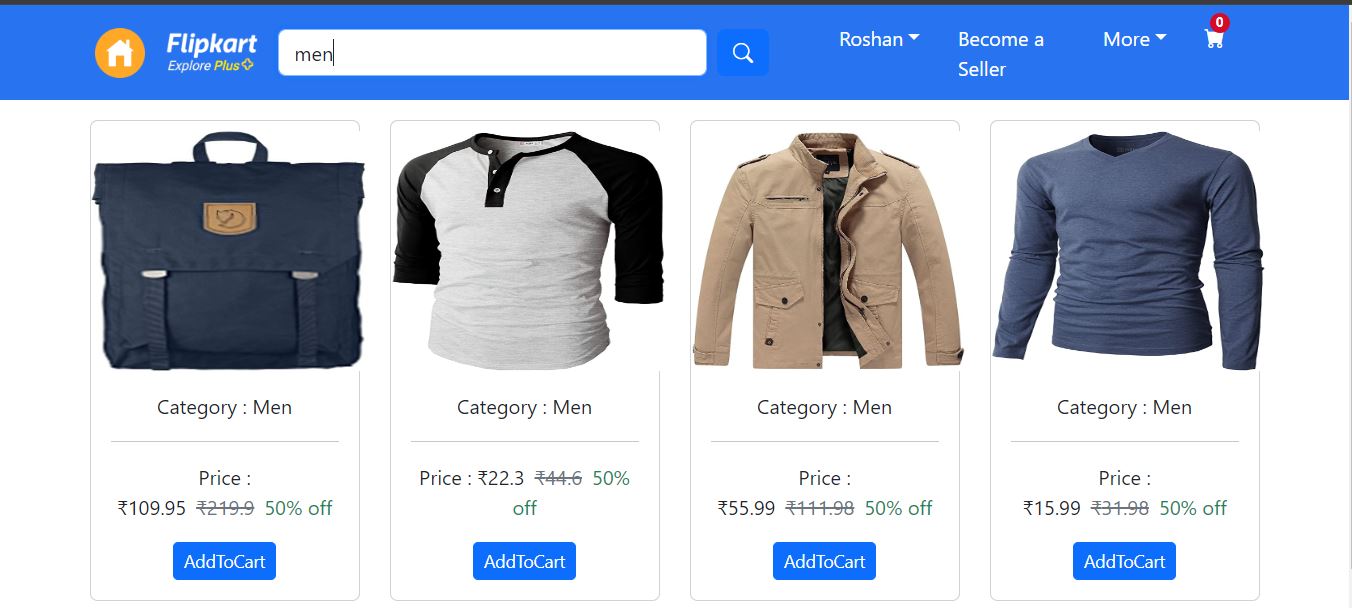 Flipkart
Explore Plus
men
Roshan
Become a
Seller
More
0
Category : Men
Price :
₹109.95 ₹219.9 50% off
AddToCart
Category : Men
Price : ₹22.3 ₹44.6 50%
off
AddToCart
Category : Men
Price :
₹55.99 ₹111.98 50% off
AddToCart
Category : Men
Price :
₹15.99 ₹31.98 50% off
AddToCart